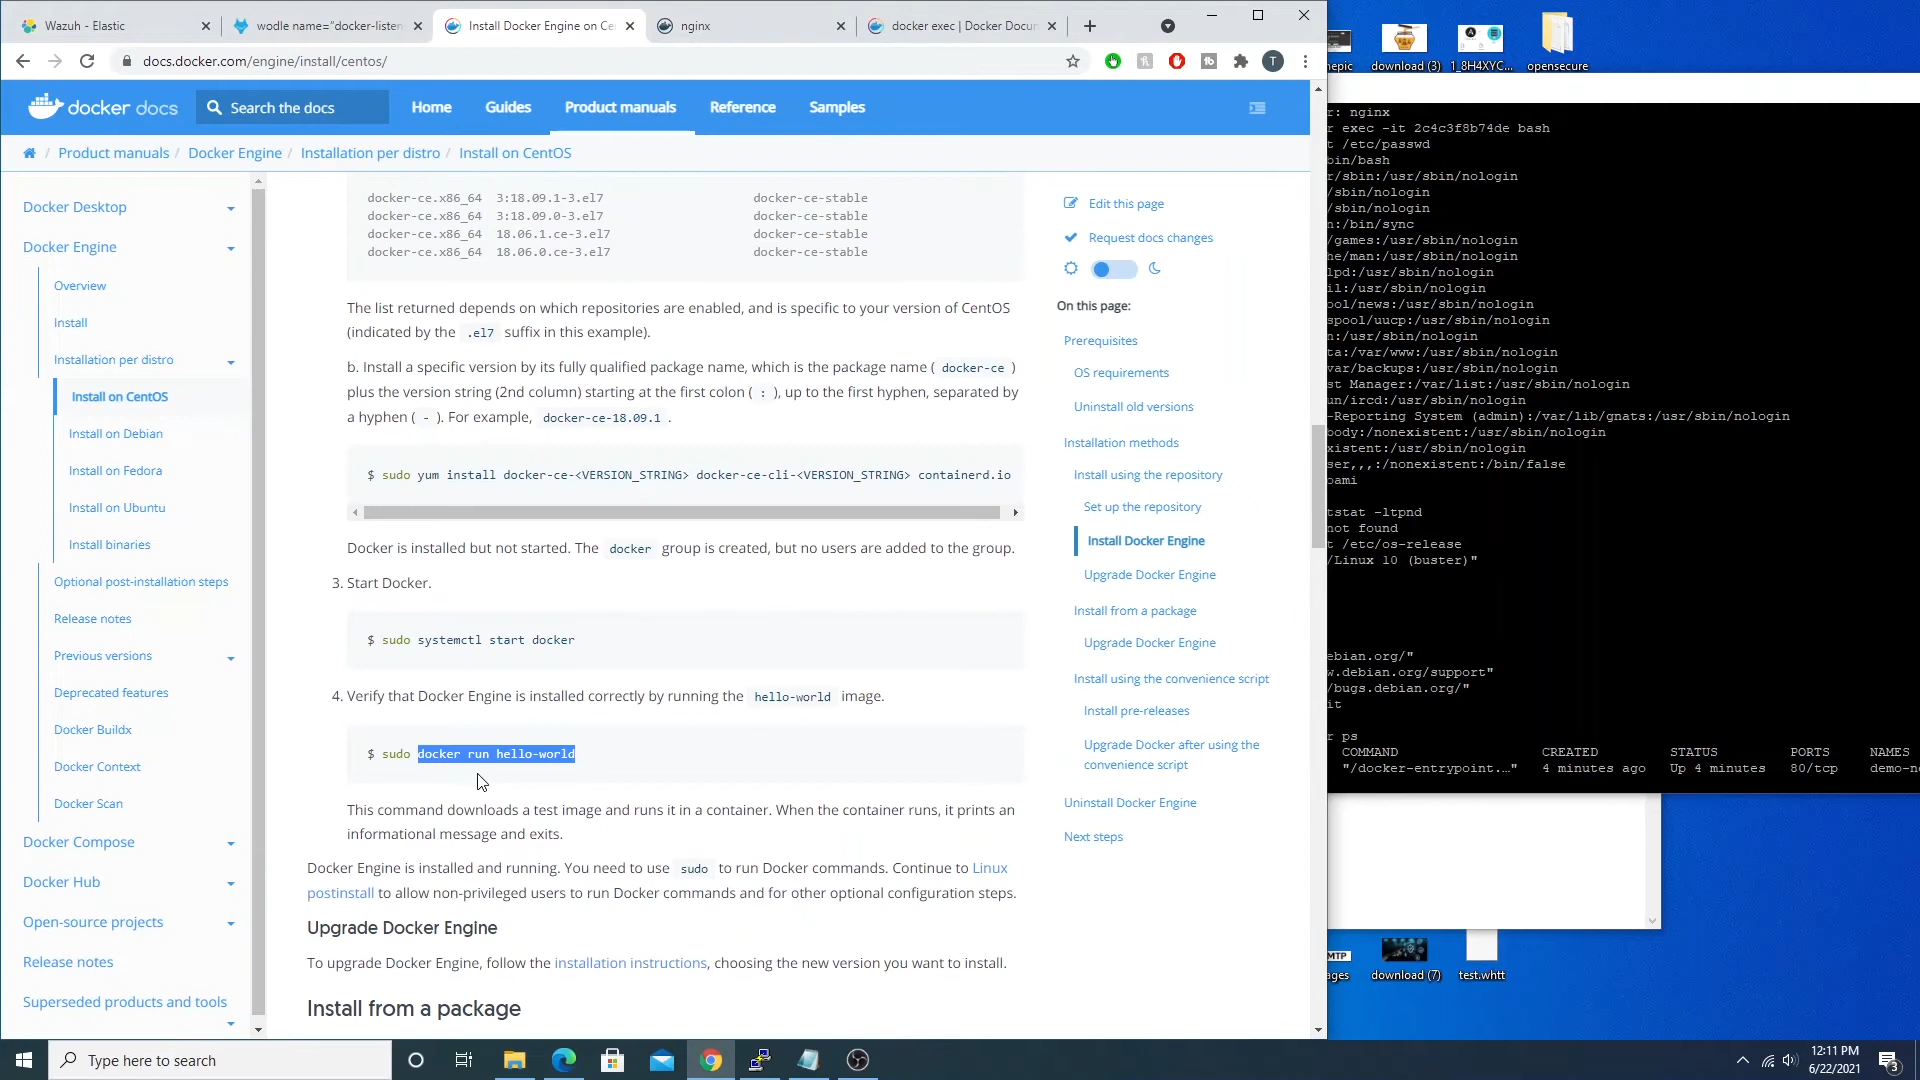 Wazuh - Elastic
wodle name="docker-listen
Install Docker Engine on Ce
nginx
docker exec | Docker Docun
docs.docker.com/engine/install/centos/
T
docker docs
Search the docs
Home
Guides
Product manuals
Reference
Samples
/ Product manuals / Docker Engine / Installation per distro / Install on CentOS
Docker Desktop
Docker Engine
Overview
Install
Installation per distro
Install on CentOS
Install on Debian
Install on Fedora
Install on Ubuntu
Install binaries
Optional post-installation steps
Release notes
Previous versions
Deprecated features
Docker Buildx
Docker Context
Docker Scan
Docker Compose
Docker Hub
Open-source projects
Release notes
Superseded products and tools
docker-ce.x86_64 3:18.09.1-3.el7 docker-ce-stable
docker-ce.x86_64 3:18.09.0-3.el7 docker-ce-stable
docker-ce.x86_64 18.06.1.ce-3.el7 docker-ce-stable
docker-ce.x86_64 18.06.0.ce-3.el7 docker-ce-stable
The list returned depends on which repositories are enabled, and is specific to your version of CentOS
(indicated by the .el7 suffix in this example).
b. Install a specific version by its fully qualified package name, which is the package name ( docker-ce )
plus the version string (2nd column) starting at the first colon ( : ), up to the first hyphen, separated by
a hyphen ( - ). For example, docker-ce-18.09.1 .
$ sudo yum install docker-ce-<VERSION_STRING> docker-ce-cli-<VERSION_STRING> containerd.io
Docker is installed but not started. The docker group is created, but no users are added to the group.
3. Start Docker.
$ sudo systemctl start docker
4. Verify that Docker Engine is installed correctly by running the hello-world image.
$ sudo docker run hello-world
This command downloads a test image and runs it in a container. When the container runs, it prints an
informational message and exits.
Docker Engine is installed and running. You need to use sudo to run Docker commands. Continue to Linux
postinstall to allow non-privileged users to run Docker commands and for other optional configuration steps.
Upgrade Docker Engine
To upgrade Docker Engine, follow the installation instructions, choosing the new version you want to install.
Install from a package
Edit this page
Request docs changes
On this page:
Prerequisites
OS requirements
Uninstall old versions
Installation methods
Install using the repository
Set up the repository
Install Docker Engine
Upgrade Docker Engine
Install from a package
Upgrade Docker Engine
Install using the convenience script
Install pre-releases
Upgrade Docker after using the
convenience script
Uninstall Docker Engine
Next steps
nepic
download (3)
1_8H4XYC...
opensecure
r: nginx
r exec -it 2c4c3f8b74de bash
t /etc/passwd
bin/bash
r/sbin:/usr/sbin/nologin
/sbin/nologin
/sbin/nologin
n:/bin/sync
/games:/usr/sbin/nologin
he/man:/usr/sbin/nologin
lpd:/usr/sbin/nologin
il:/usr/sbin/nologin
ool/news:/usr/sbin/nologin
spool/uucp:/usr/sbin/nologin
n:/usr/sbin/nologin
ta:/var/www:/usr/sbin/nologin
var/backups:/usr/sbin/nologin
st Manager:/var/list:/usr/sbin/nologin
un/ircd:/usr/sbin/nologin
-Reporting System (admin):/var/lib/gnats:/usr/sbin/nologin
body:/nonexistent:/usr/sbin/nologin
xistent:/usr/sbin/nologin
ser,,,:/nonexistent:/bin/false
oami
tstat -ltpnd
not found
t /etc/os-release
/Linux 10 (buster)"
ebian.org/"
w.debian.org/support"
/bugs.debian.org/"
it
r ps
COMMAND CREATED STATUS PORTS NAMES
"/docker-entrypoint.…" 4 minutes ago Up 4 minutes 80/tcp demo-n
MTP
ages
download (7)
test.whtt
Type here to search
12:11 PM
6/22/2021
3